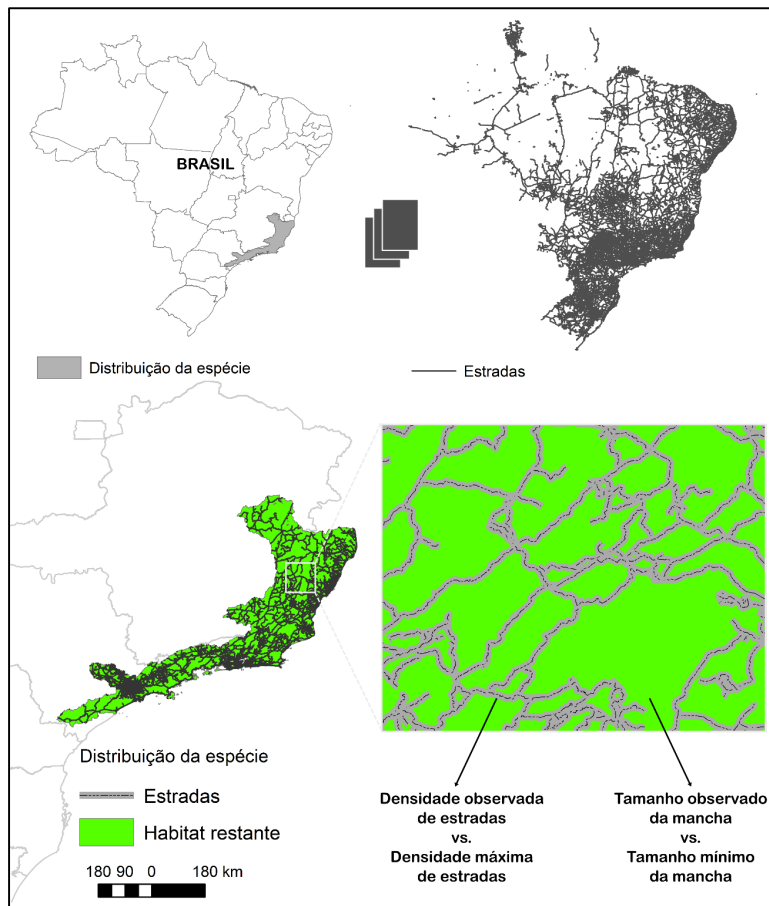 BRASIL
Distribuição da espécie
Estradas
Distribuição da espécie
Estradas
Habitat restante
180 90 0 180 km
Densidade observada
de estradas
vs.
Densidade máxima
de estradas
Tamanho observado
da mancha
vs.
Tamanho mínimo
da mancha